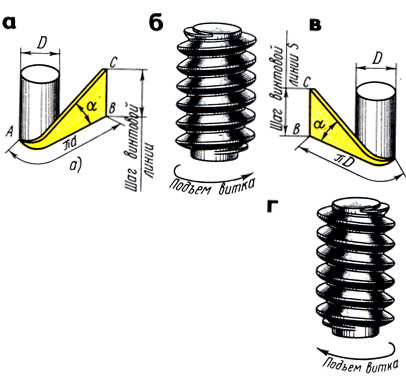 а
D
C
A
α
B
πd
а)
Шаг винтовой
линии
б
Подъем витка
в
Шаг винтовой
линии S
D
C
B
α
πD
A
г
Подъем витка